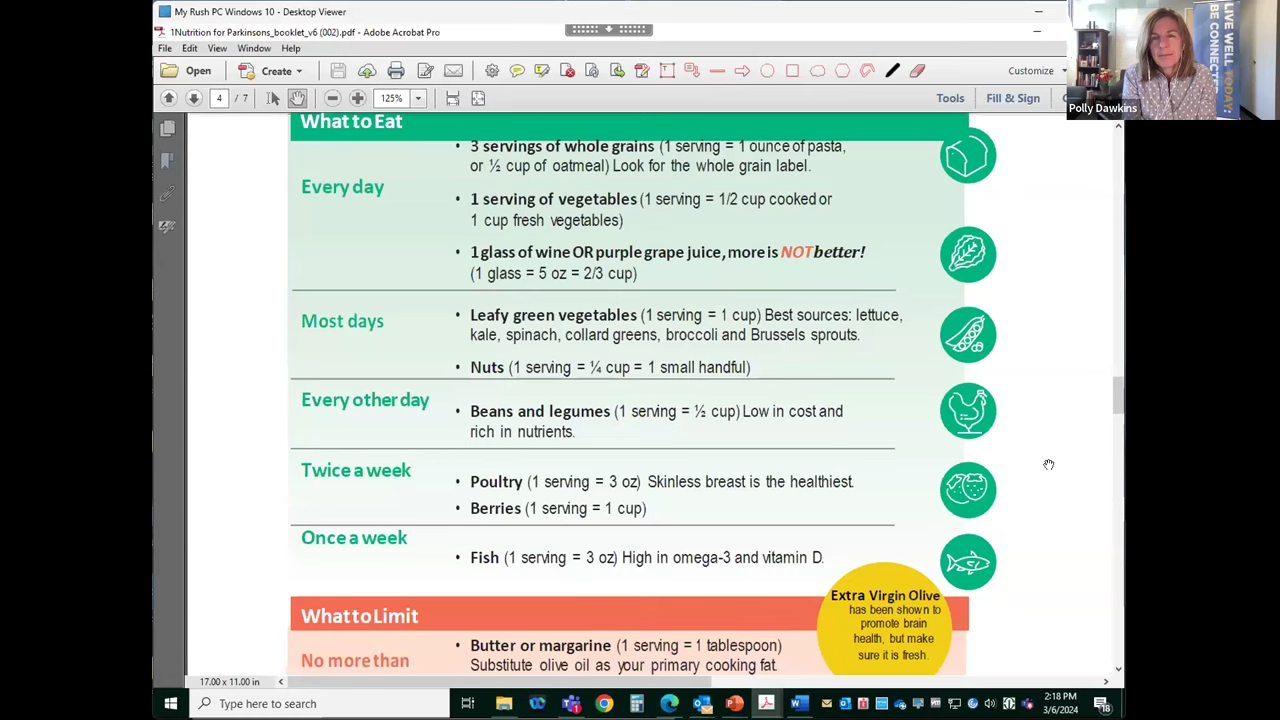 My Rush PC Windows 10 - Desktop Viewer
1Nutrition for Parkinsons_booklet_v6 (002).pdf - Adobe Acrobat Pro
File Edit View Window Help
Open Create Customize
4 / 7 125% Tools Fill & Sign
LIVE WELL TODAY.
BE CONNECTED
Polly Dawkins
What to Eat
Every day
• 3 servings of whole grains (1 serving = 1 ounce of pasta,
or ½ cup of oatmeal) Look for the whole grain label.
• 1 serving of vegetables (1 serving = 1/2 cup cooked or
1 cup fresh vegetables)
• 1 glass of wine OR purple grape juice, more is NOT better!
(1 glass = 5 oz = 2/3 cup)
Most days
• Leafy green vegetables (1 serving = 1 cup) Best sources: lettuce,
kale, spinach, collard greens, broccoli and Brussels sprouts.
• Nuts (1 serving = ¼ cup = 1 small handful)
Every other day
• Beans and legumes (1 serving = ½ cup) Low in cost and
rich in nutrients.
Twice a week
• Poultry (1 serving = 3 oz) Skinless breast is the healthiest.
• Berries (1 serving = 1 cup)
Once a week
• Fish (1 serving = 3 oz) High in omega-3 and vitamin D.
What to Limit
No more than
• Butter or margarine (1 serving = 1 tablespoon)
Substitute olive oil as your primary cooking fat.
Extra Virgin Olive
has been shown to
promote brain
health, but make
sure it is fresh.
17.00 x 11.00 in
Type here to search
2:18 PM
3/6/2024
18